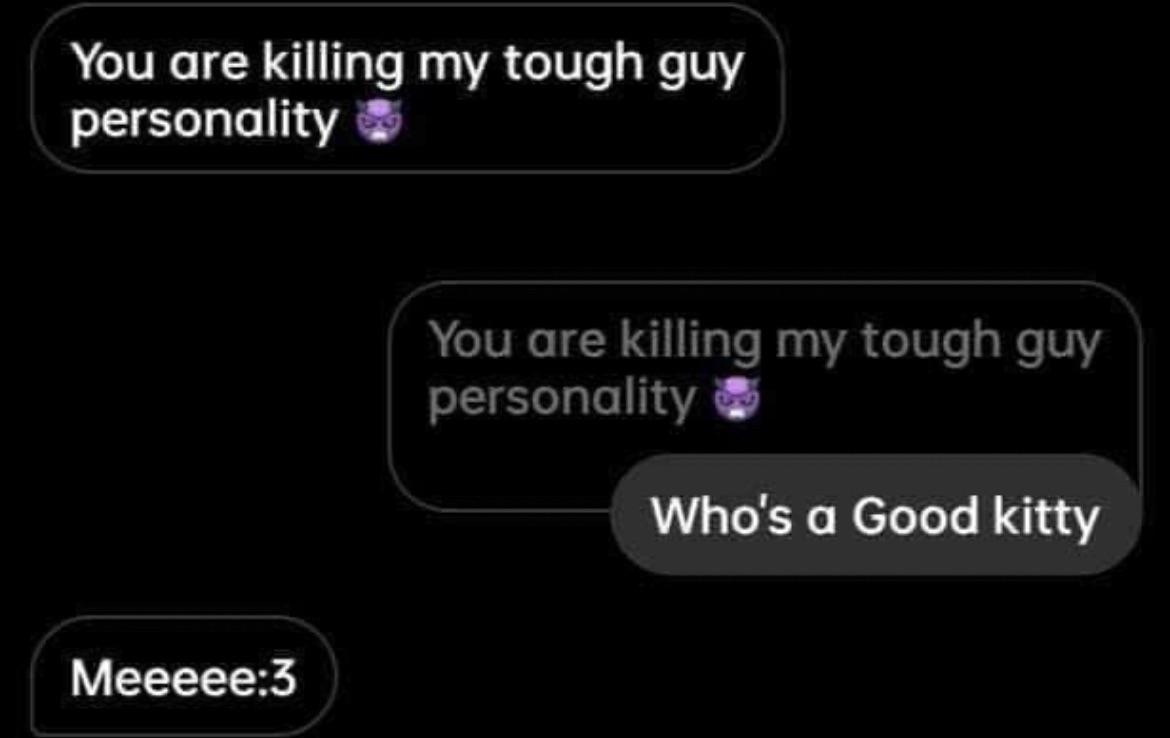 You are killing my tough guy
personality 👿
You are killing my tough guy
personality 👿
Who's a Good kitty
Meeeee:3